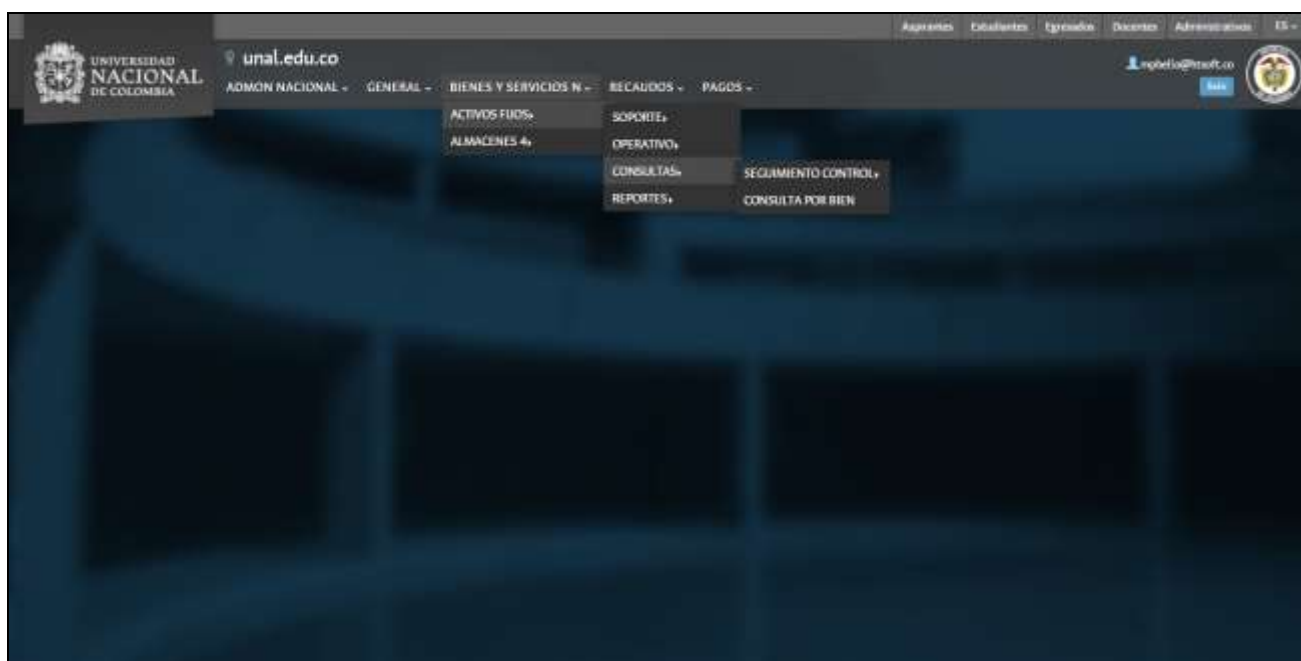 Aspirantes Estudiantes Egresados Docentes Administrativos ES
UNIVERSIDAD
NACIONAL
DE COLOMBIA
unal.edu.co
ADMON NACIONAL GENERAL BIENES Y SERVICIOS N RECAUDOS PAGOS
Salir
ACTIVOS FIJOS
ALMACENES 4
SOPORTE
OPERATIVO
CONSULTAS
REPORTES
SEGUIMIENTO CONTROL
CONSULTA POR BIEN